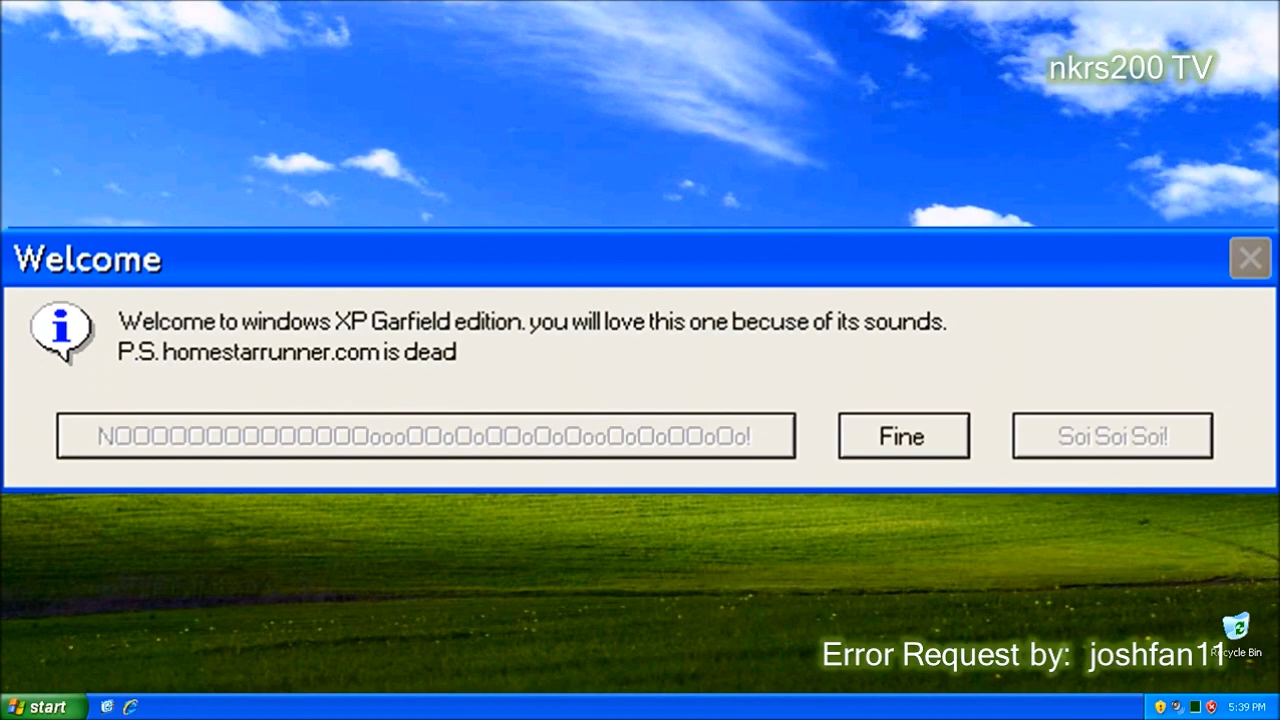 nkrs200 TV
Welcome
Welcome to windows XP Garfield edition. you will love this one becuse of its sounds.
P.S. homestarrunner.com is dead
NOOOOOOOOOOOOOOOoooOOoOoOOoOoOooOoOoOOoOo!
Fine
Soi Soi Soi!
Error Request by: joshfan11
Recycle Bin
start
5:39 PM